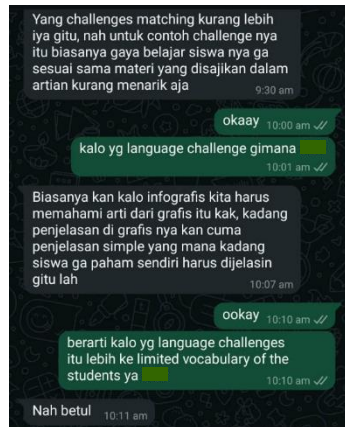 Yang challenges matching kurang lebih
iya gitu, nah untuk contoh challenge nya
itu biasanya gaya belajar siswa nya ga
sesuai sama materi yang disajikan dalam
artian kurang menarik aja
9:30 am
okaay 10:00 am
kalo yg language challenge gimana
10:01 am
Biasanya kan kalo infografis kita harus
memahami arti dari grafis itu kak, kadang
penjelasan di grafis nya kan cuma
penjelasan simple yang mana kadang
siswa ga paham sendiri harus dijelasin
gitu lah
10:07 am
ookay 10:10 am
berarti kalo yg language challenges
itu lebih ke limited vocabulary of the
students ya
10:10 am
Nah betul 10:11 am